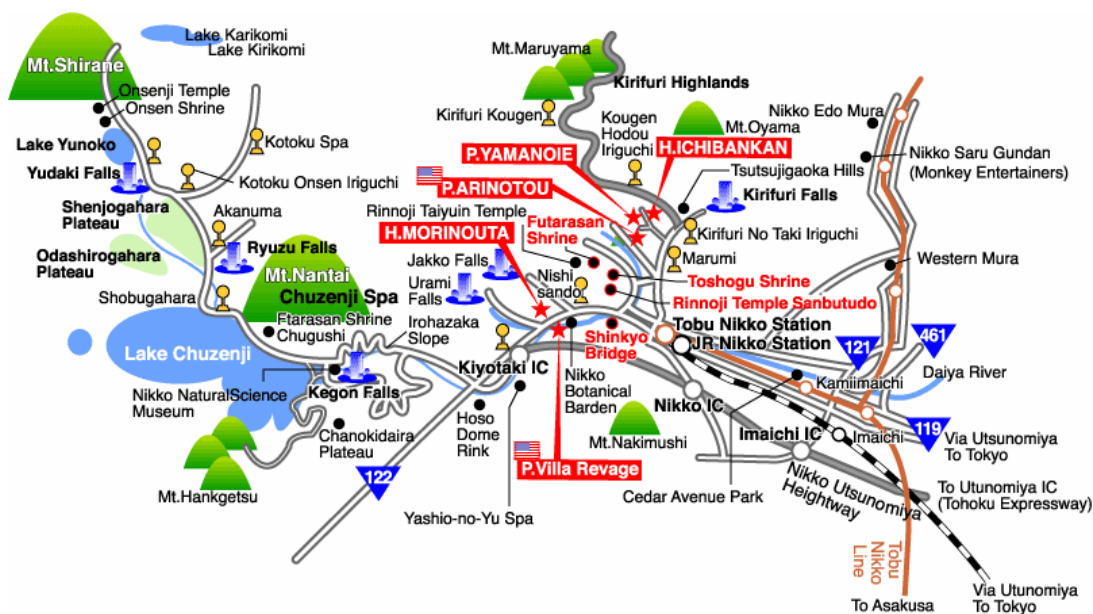 Lake Karikomi
Lake Kirikomi
Mt.Shirane
Onsenji Temple
Onsen Shrine
Lake Yunoko
Yudaki Falls
Kotoku Spa
Kotoku Onsen Iriguchi
Shenjogahara
Plateau
Akanuma
Odashirogahara
Plateau
Ryuzu Falls
Shobugahara
Mt.Nantai
Chuzenji Spa
Ftarasan Shrine
Chugushi
Irohazaka
Slope
Lake Chuzenji
Nikko NaturalScience
Museum
Kegon Falls
Chanokidaira
Plateau
Mt.Hankgetsu
122
Mt.Maruyama
Kirifuri Highlands
Kirifuri Kougen
Kougen
Hodou
Iriguchi
Mt.Oyama
P.YAMANOIE
H.ICHIBANKAN
P.ARINOTOU
Tsutsujigaoka Hills
Kirifuri Falls
Rinnoji Taiyuin Temple
Futarasan
Shrine
H.MORINOUTA
Kirifuri No Taki Iriguchi
Marumi
Jakko Falls
Urami
Falls
Nishi
sando
Toshogu Shrine
Rinnoji Temple Sanbutudo
Shinkyo
Bridge
Tobu Nikko Station
JR Nikko Station
Kiyotaki IC
Nikko
Botanical
Barden
Hoso
Dome
Rink
Nikko IC
Mt.Nakimushi
P.Villa Revage
Yashio-no-Yu Spa
Cedar Avenue Park
Nikko Edo Mura
Nikko Saru Gundan
(Monkey Entertainers)
Western Mura
121
461
Kamiimaichi
Daiya River
Imaichi IC
Imaichi
119
Via Utsunomiya
To Tokyo
Nikko Utsunomiya
Heightway
To Utunomiya IC
(Tohoku Expressway)
Tobu
Nikko
Line
To Asakusa
Via Utunomiya
To Tokyo